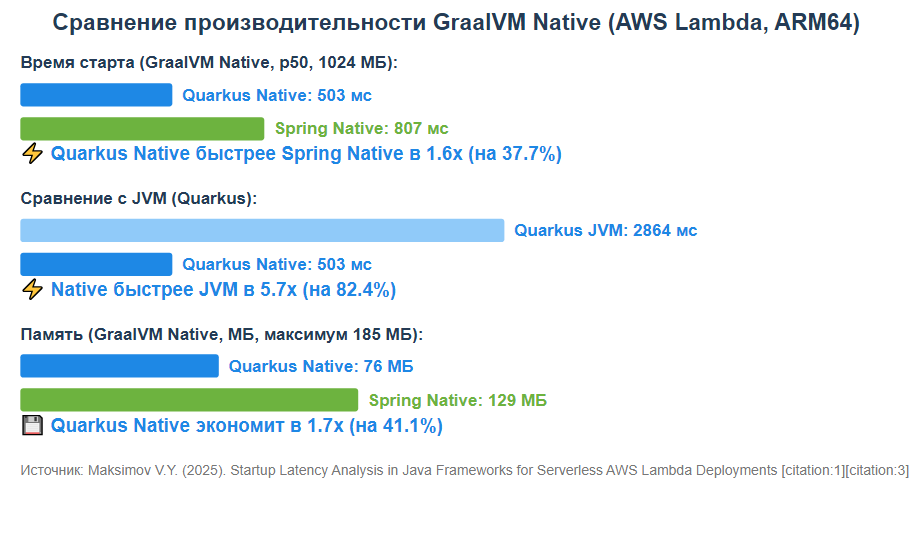 Сравнение производительности GraalVM Native (AWS Lambda, ARM64)
Время старта (GraalVM Native, p50, 1024 МБ):
Quarkus Native: 503 мс
Spring Native: 807 мс
⚡ Quarkus Native быстрее Spring Native в 1.6x (на 37.7%)
Сравнение с JVM (Quarkus):
Quarkus JVM: 2864 мс
Quarkus Native: 503 мс
⚡ Native быстрее JVM в 5.7x (на 82.4%)
Память (GraalVM Native, МБ, максимум 185 МБ):
Quarkus Native: 76 МБ
Spring Native: 129 МБ
💾 Quarkus Native экономит в 1.7x (на 41.1%)
Источник: Maksimov V.Y. (2025). Startup Latency Analysis in Java Frameworks for Serverless AWS Lambda Deployments [citation:1][citation:3]